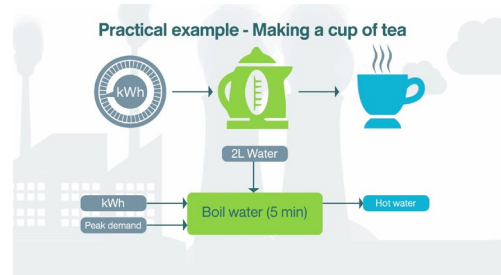 Practical example - Making a cup of tea
kWh
2L Water
kWh
Boil water (5 min)
Hot water
Peak demand